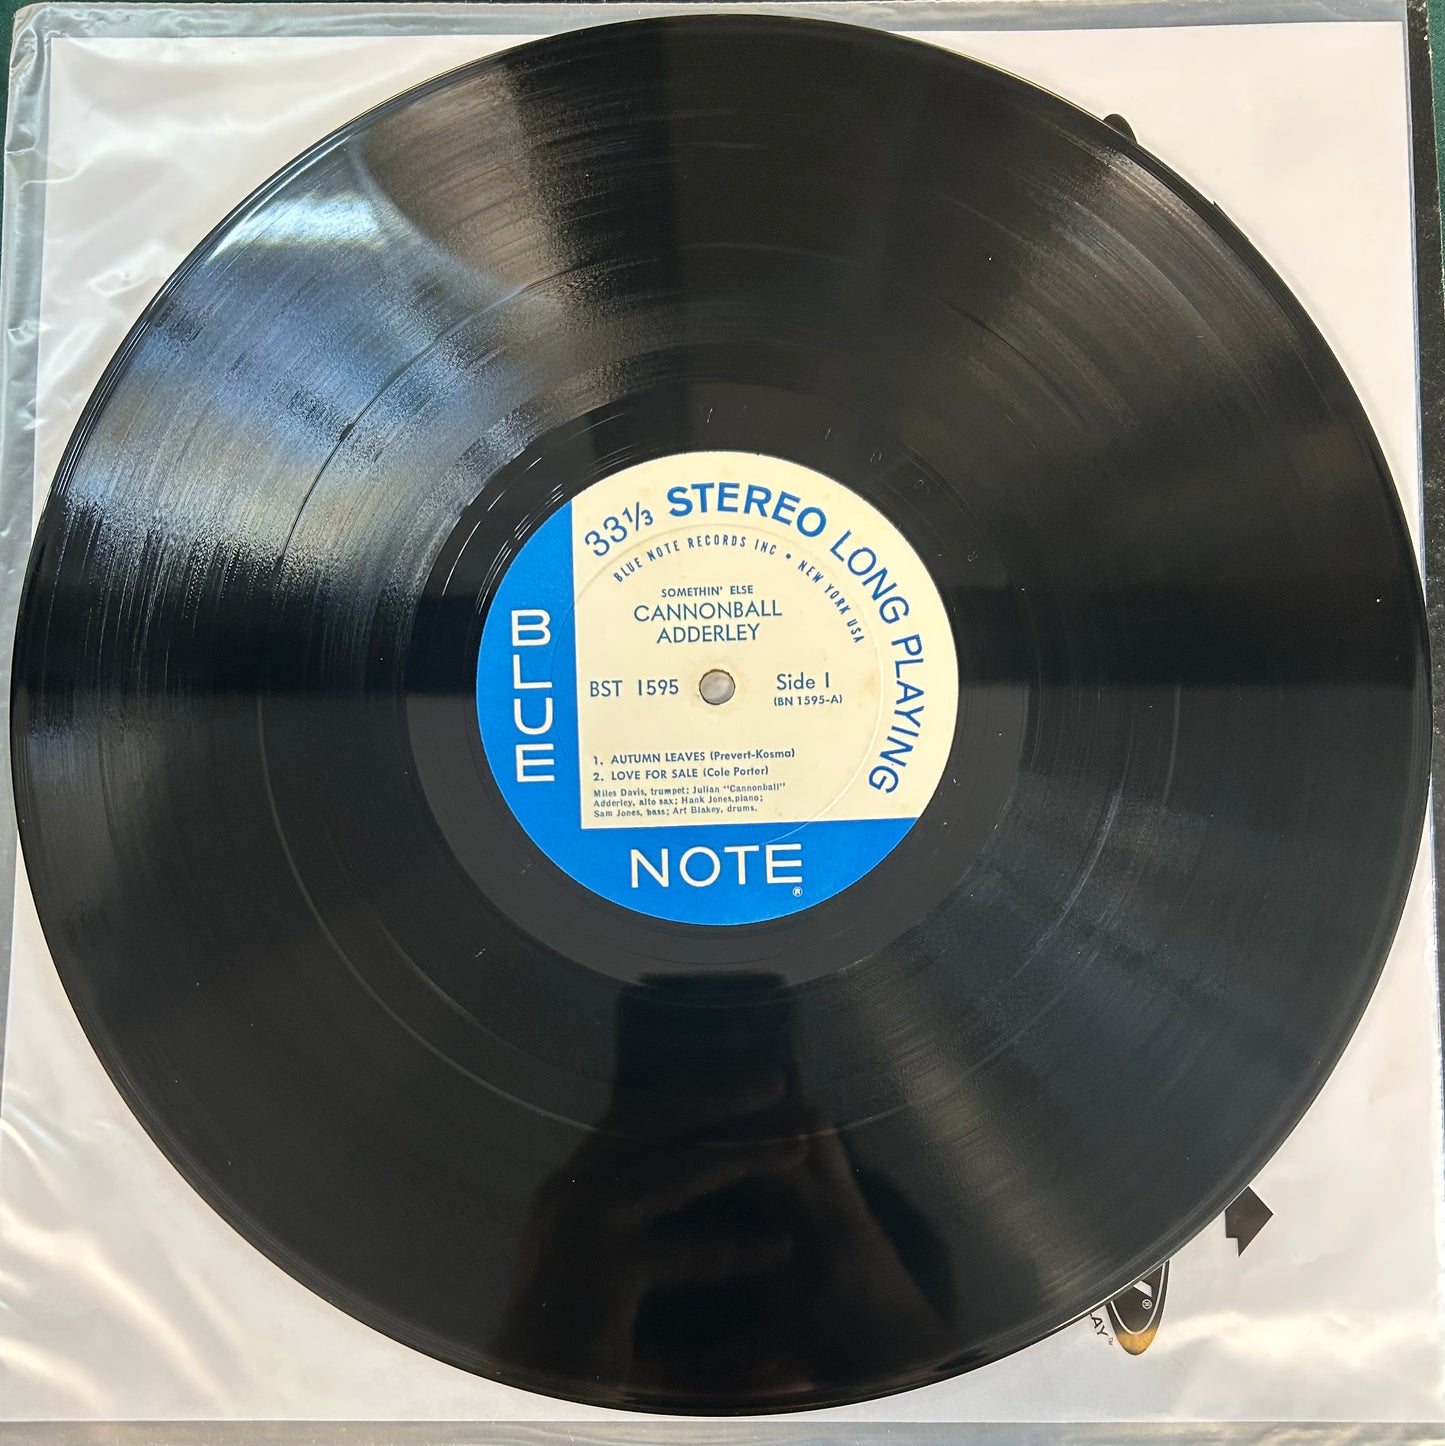 33⅓ STEREO LONG PLAYING
BLUE NOTE RECORDS INC • NEW YORK USA
SOMETHIN' ELSE
CANNONBALL
ADDERLEY
BST 1595
Side 1
(BN 1595-A)
1. AUTUMN LEAVES (Prevert-Kosma)
2. LOVE FOR SALE (Cole Porter)
Miles Davis, trumpet; Julian "Cannonball"
Adderley, alto sax; Hank Jones,piano;
Sam Jones, bass; Art Blakey, drums.
BLUE
NOTE
®
®
AY™